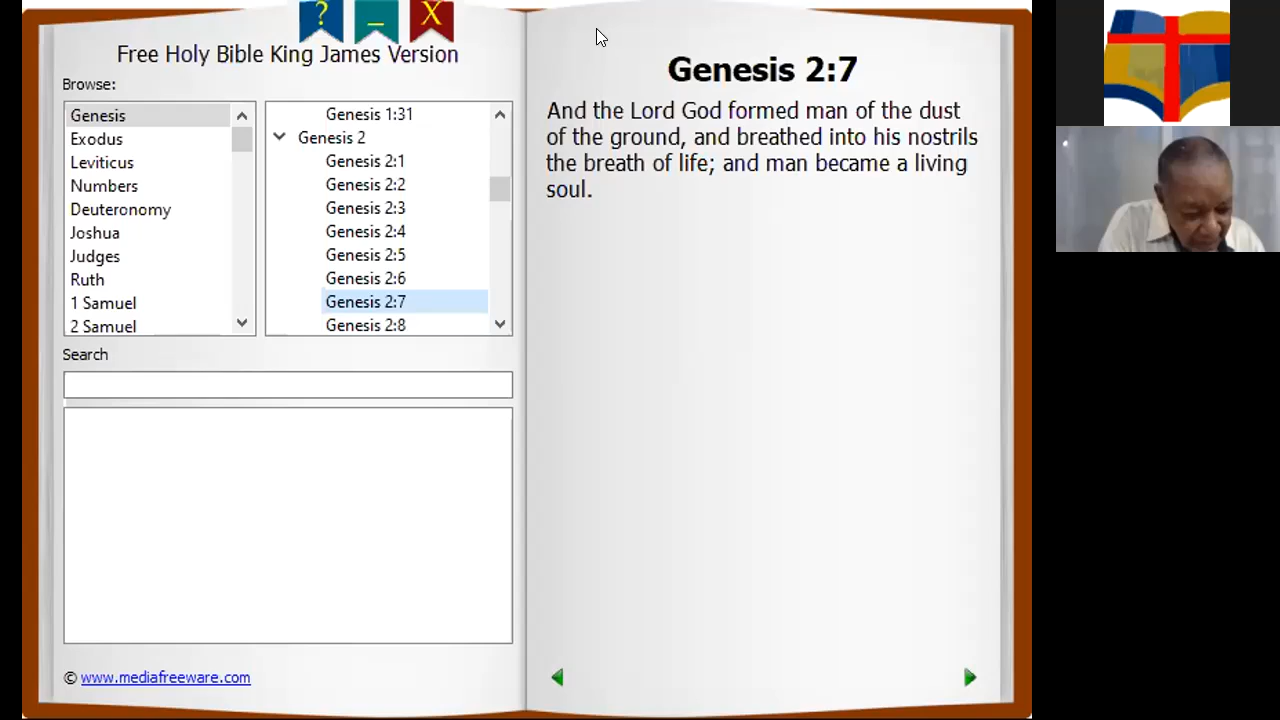 ? _ X
Free Holy Bible King James Version
Browse:
Genesis
Exodus
Leviticus
Numbers
Deuteronomy
Joshua
Judges
Ruth
1 Samuel
2 Samuel
Genesis 1:31
Genesis 2
Genesis 2:1
Genesis 2:2
Genesis 2:3
Genesis 2:4
Genesis 2:5
Genesis 2:6
Genesis 2:7
Genesis 2:8
Search
© www.mediafreeware.com
Genesis 2:7
And the Lord God formed man of the dust
of the ground, and breathed into his nostrils
the breath of life; and man became a living
soul.